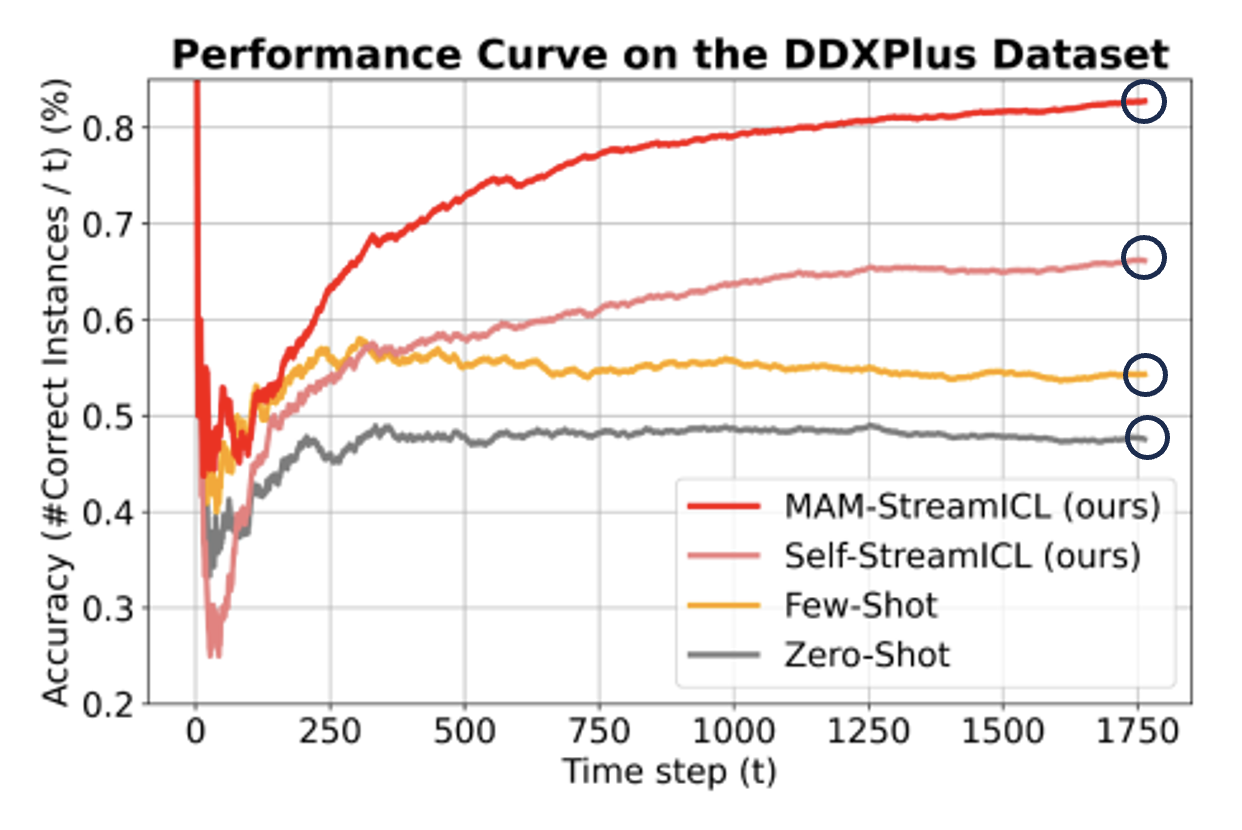 Performance Curve on the DDXPlus Dataset
Accuracy (#Correct Instances / t) (%)
0.8
0.7
0.6
0.5
0.4
0.3
0.2
MAM-StreamICL (ours)
Self-StreamICL (ours)
Few-Shot
Zero-Shot
0 250 500 750 1000 1250 1500 1750
Time step (t)